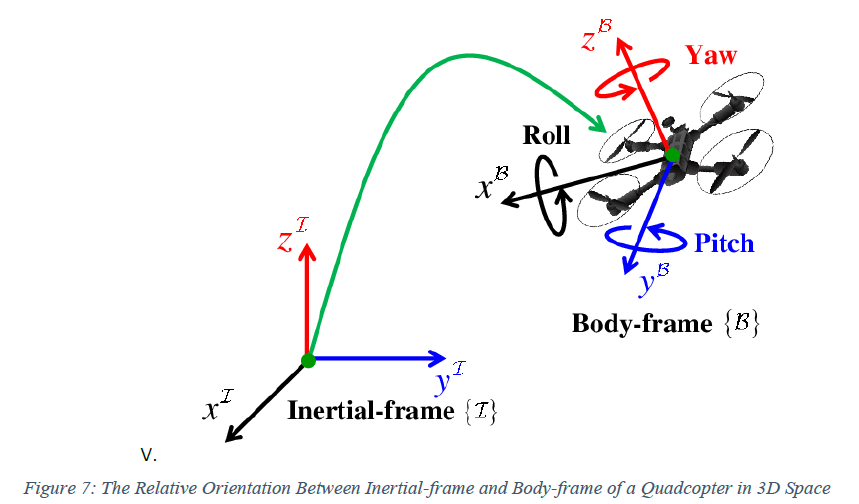 z^ℬ
Yaw
Roll
x^ℬ
Pitch
y^ℬ
Body-frame {ℬ}
z^ℐ
y^ℐ
x^ℐ
Inertial-frame {ℐ}
V.
Figure 7: The Relative Orientation Between Inertial-frame and Body-frame of a Quadcopter in 3D Space